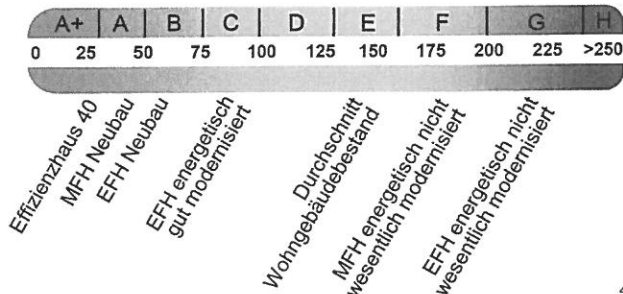 A+ A B C D E F G H
0 25 50 75 100 125 150 175 200 225 >250
Effizienzhaus 40
MFH Neubau
EFH Neubau
EFH energetisch
gut modernisiert
Durchschnitt
Wohngebäudebestand
MFH energetisch nicht
wesentlich modernisiert
EFH energetisch nicht
wesentlich modernisiert